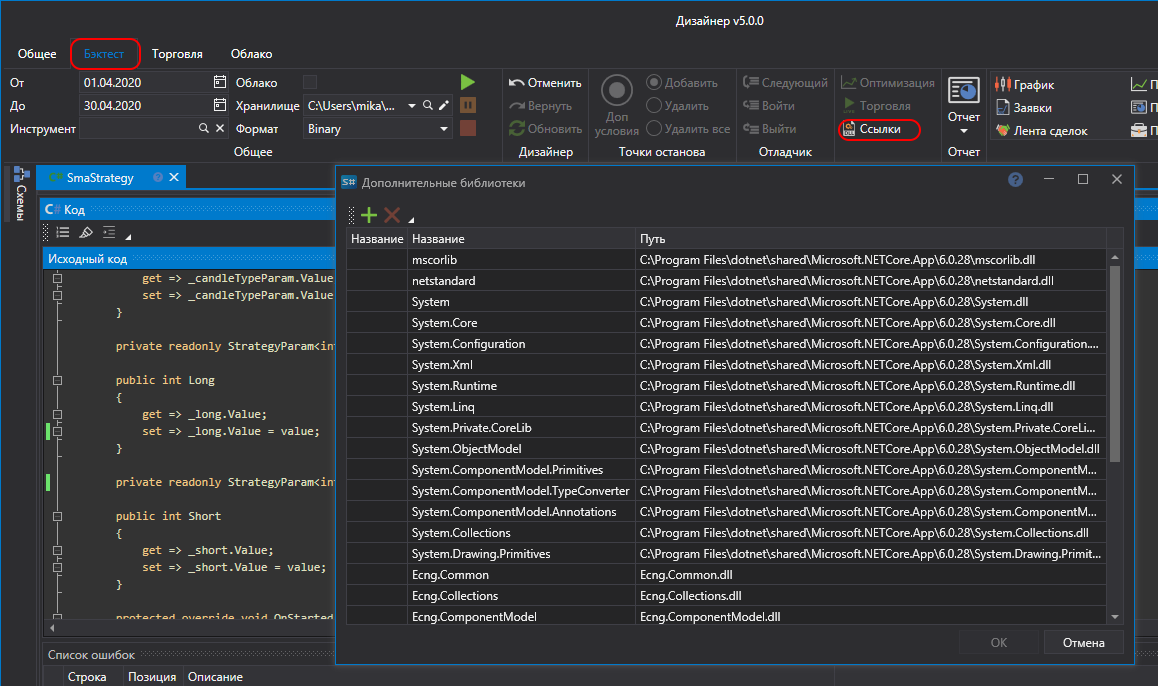 Дизайнер v5.0.0
Общее Бэктест Торговля Облако
От 01.04.2020 Облако Отменить Добавить Следующий Оптимизация График
До 30.04.2020 Хранилище C:\Users\mika\... Вернуть Доп условия Удалить Войти Торговля Отчет Заявки
Инструмент Формат Binary Обновить Удалить все Выйти Ссылки Лента сделок
Общее Дизайнер Точки останова Отладчик Отчет
Схемы
C# SmaStrategy
C# Код
Исходный код
get => _candleTypeParam.Value
set => _candleTypeParam.Value
}
private readonly StrategyParam<in
public int Long
{
get => _long.Value;
set => _long.Value = value;
}
private readonly StrategyParam<in
public int Short
{
get => _short.Value;
set => _short.Value = value;
}
protected override void OnStarted
Список ошибок
Строка Позиция Описание
S# Дополнительные библиотеки
Название Название Путь
mscorlib C:\Program Files\dotnet\shared\Microsoft.NETCore.App\6.0.28\mscorlib.dll
netstandard C:\Program Files\dotnet\shared\Microsoft.NETCore.App\6.0.28\netstandard.dll
System C:\Program Files\dotnet\shared\Microsoft.NETCore.App\6.0.28\System.dll
System.Core C:\Program Files\dotnet\shared\Microsoft.NETCore.App\6.0.28\System.Core.dll
System.Configuration C:\Program Files\dotnet\shared\Microsoft.NETCore.App\6.0.28\System.Configuration....
System.Xml C:\Program Files\dotnet\shared\Microsoft.NETCore.App\6.0.28\System.Xml.dll
System.Runtime C:\Program Files\dotnet\shared\Microsoft.NETCore.App\6.0.28\System.Runtime.dll
System.Linq C:\Program Files\dotnet\shared\Microsoft.NETCore.App\6.0.28\System.Linq.dll
System.Private.CoreLib C:\Program Files\dotnet\shared\Microsoft.NETCore.App\6.0.28\System.Private.CoreLi...
System.ObjectModel C:\Program Files\dotnet\shared\Microsoft.NETCore.App\6.0.28\System.ObjectModel.dll
System.ComponentModel.Primitives C:\Program Files\dotnet\shared\Microsoft.NETCore.App\6.0.28\System.ComponentM...
System.ComponentModel.TypeConverter C:\Program Files\dotnet\shared\Microsoft.NETCore.App\6.0.28\System.ComponentM...
System.ComponentModel.Annotations C:\Program Files\dotnet\shared\Microsoft.NETCore.App\6.0.28\System.ComponentM...
System.Collections C:\Program Files\dotnet\shared\Microsoft.NETCore.App\6.0.28\System.Collections.dll
System.Drawing.Primitives C:\Program Files\dotnet\shared\Microsoft.NETCore.App\6.0.28\System.Drawing.Primit...
Ecng.Common Ecng.Common.dll
Ecng.Collections Ecng.Collections.dll
Ecng.ComponentModel Ecng.ComponentModel.dll
OK Отмена